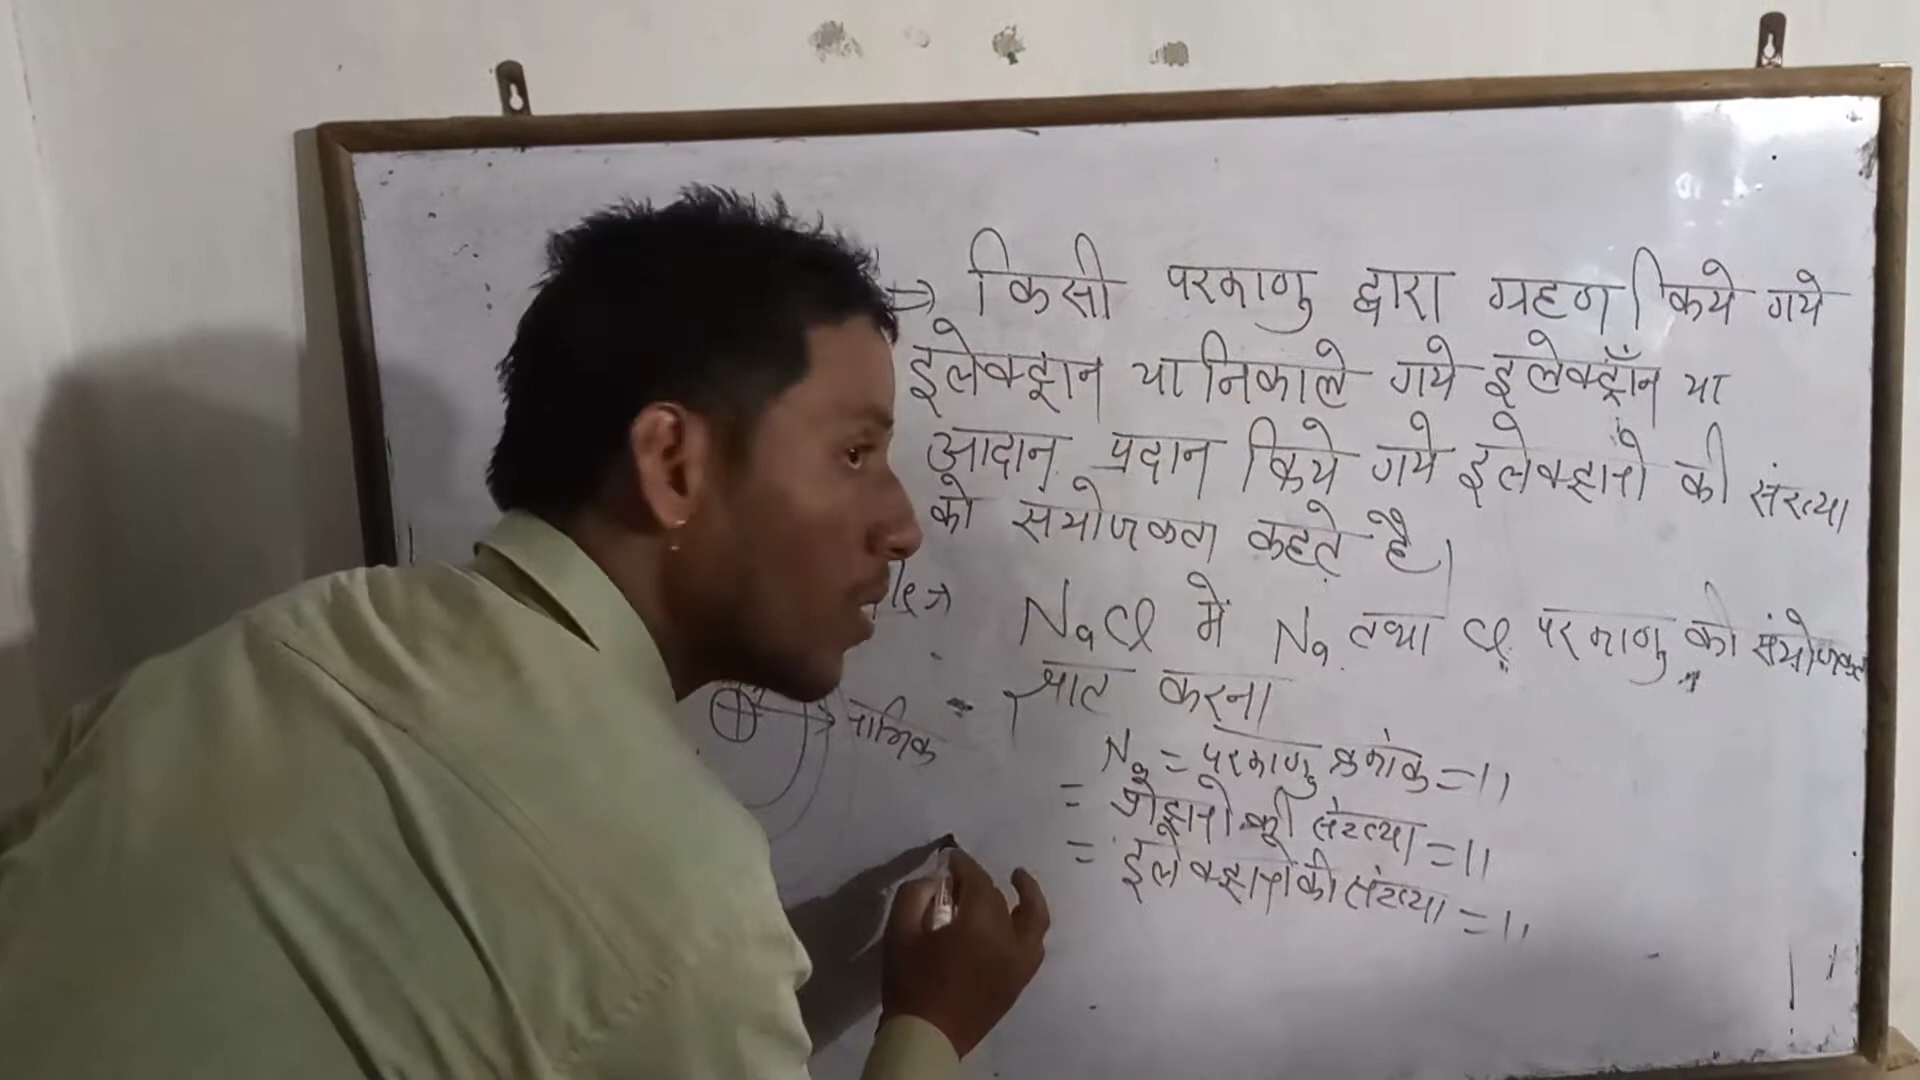 ⇒ किसी परमाणु द्वारा ग्रहण किये गये
इलेक्ट्रान या निकाले गये इलेक्ट्रॉन या
आदान प्रदान किये गये इलेक्ट्रानो की संख्या
को संयोजकता कहते है।
NaCl में Na तथा Cl परमाणु की संयोजकता
ज्ञात करना
नाभिक
Na = परमाणु क्रमांक = 11
= प्रोट्रानो की संख्या = 11
= इलेक्ट्रानो की संख्या = 11